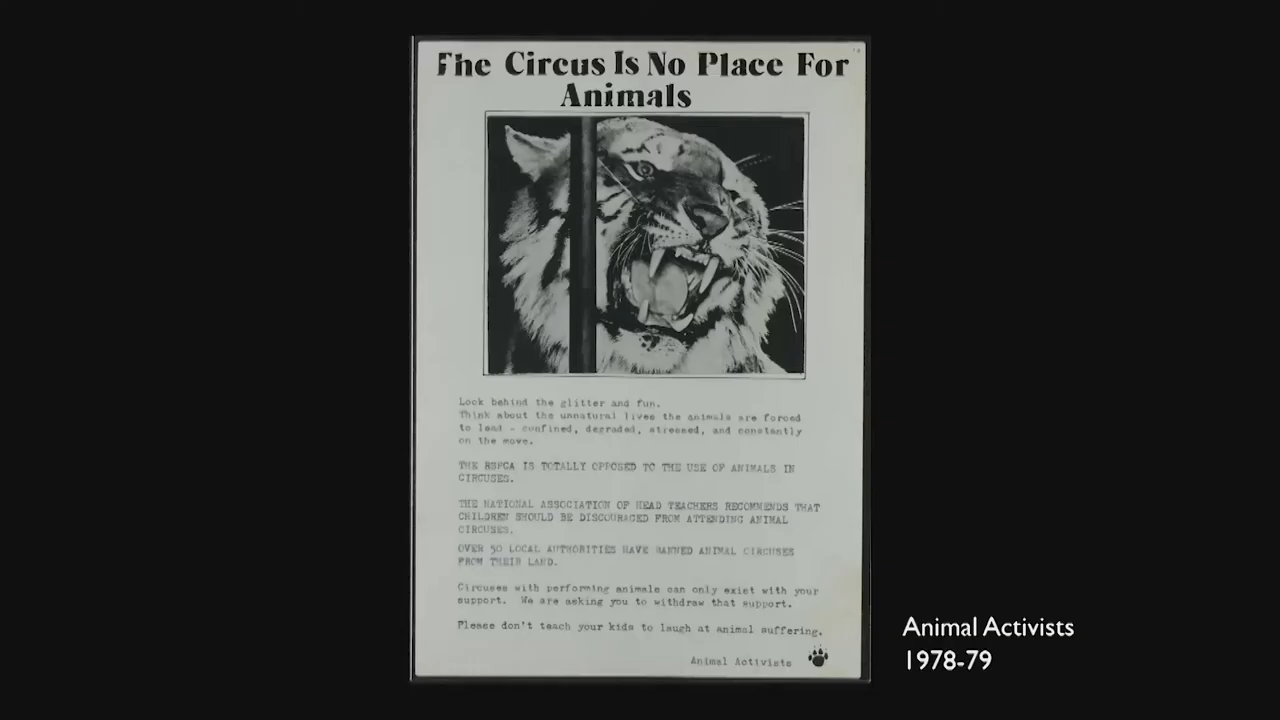 The Circus Is No Place For
Animals
Look behind the glitter and fun.
Think about the unnatural lives the animals are forced
to lead - confined, degraded, stressed, and constantly
on the move.
THE RSPCA IS TOTALLY OPPOSED TO THE USE OF ANIMALS IN
CIRCUSES.
THE NATIONAL ASSOCIATION OF HEAD TEACHERS RECOMMENDS THAT
CHILDREN SHOULD BE DISCOURAGED FROM ATTENDING ANIMAL
CIRCUSES.
OVER 50 LOCAL AUTHORITIES HAVE BANNED ANIMAL CIRCUSES
FROM THEIR LAND.
Circuses with performing animals can only exist with your
support. We are asking you to withdraw that support.
Please don't teach your kids to laugh at animal suffering.
Animal Activists
Animal Activists
1978-79